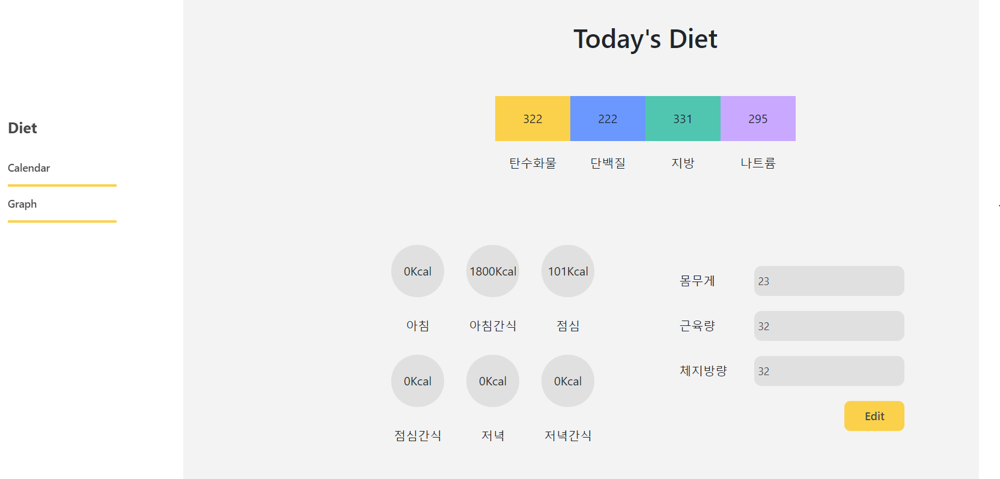 Today's Diet
Diet
Calendar
Graph
322 222 331 295
탄수화물 단백질 지방 나트륨
0Kcal 1800Kcal 101Kcal
아침 아침간식 점심
0Kcal 0Kcal 0Kcal
점심간식 저녁 저녁간식
몸무게 23
근육량 32
체지방량 32
Edit